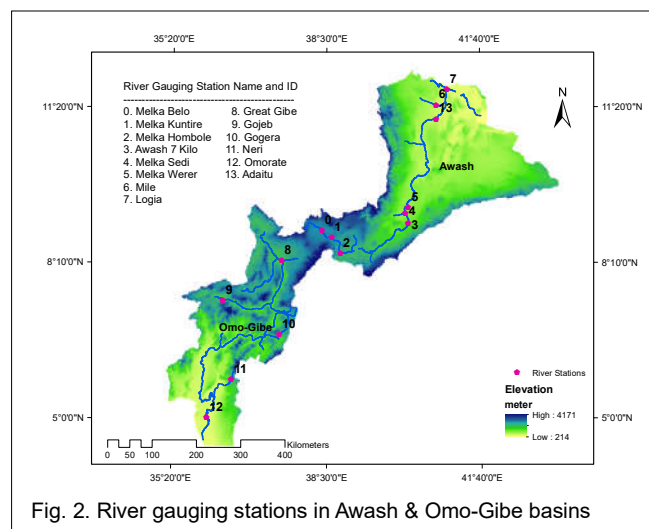 35°20'0"E 38°30'0"E 41°40'0"E
River Gauging Station Name and ID
0. Melka Belo 8. Great Gibe
1. Melka Kuntire 9. Gojeb
2. Melka Hombole 10. Gogera
3. Awash 7 Kilo 11. Neri
4. Melka Sedi 12. Omorate
5. Melka Werer 13. Adaitu
6. Mile
7. Logia
7
6
13
N
11°20'0"N 11°20'0"N
Awash
5
4
3
0
1
2
8
8°10'0"N 8°10'0"N
9
Omo-Gibe
10
11
12
River Stations
Elevation
meter
High : 4171
Low : 214
5°0'0"N 5°0'0"N
0 50 100 200 300 400
Kilometers
35°20'0"E 38°30'0"E 41°40'0"E
Fig. 2. River gauging stations in Awash & Omo-Gibe basins